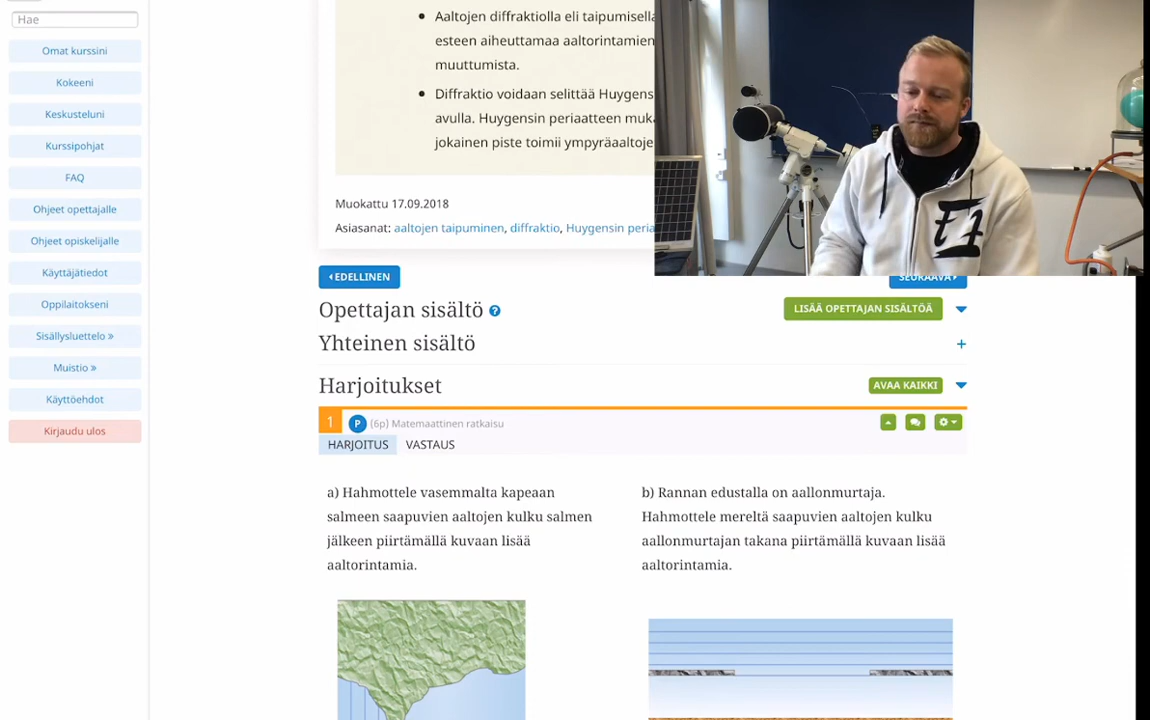 Hae
Omat kurssini
Kokeeni
Keskusteluni
Kurssipohjat
FAQ
Ohjeet opettajalle
Ohjeet opiskelijalle
Käyttäjätiedot
Oppilaitokseni
Sisällysluettelo »
Muistio »
Käyttöehdot
Kirjaudu ulos
• Aaltojen diffraktiolla eli taipumisella
esteen aiheuttamaa aaltorintamien
muuttumista.
• Diffraktio voidaan selittää Huygens
avulla. Huygensin periaatteen muka
jokainen piste toimii ympyräaaltoje
Muokattu 17.09.2018
Asiasanat: aaltojen taipuminen, diffraktio, Huygensin peria
EDELLINEN
SEURAAVA
Opettajan sisältö ?
LISÄÄ OPETTAJAN SISÄLTÖÄ
Yhteinen sisältö
+
Harjoitukset
AVAA KAIKKI
1 P (6p) Matemaattinen ratkaisu
HARJOITUS VASTAUS
a) Hahmottele vasemmalta kapeaan
salmeen saapuvien aaltojen kulku salmen
jälkeen piirtämällä kuvaan lisää
aaltorintamia.
b) Rannan edustalla on aallonmurtaja.
Hahmottele mereltä saapuvien aaltojen kulku
aallonmurtajan takana piirtämällä kuvaan lisää
aaltorintamia.